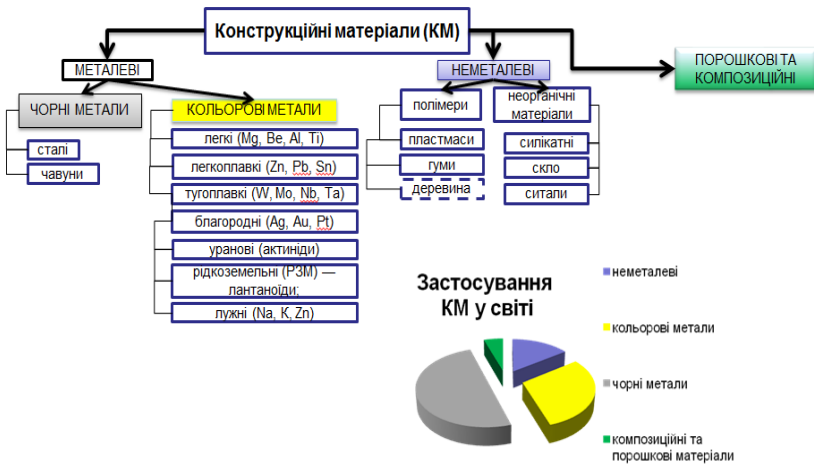 Конструкційні матеріали (КМ)
МЕТАЛЕВІ
НЕМЕТАЛЕВІ
ПОРОШКОВІ ТА
КОМПОЗИЦІЙНІ
ЧОРНІ МЕТАЛИ
сталі
чавуни
КОЛЬОРОВІ МЕТАЛИ
легкі (Mg, Be, Al, Ti)
легкоплавкі (Zn, Pb, Sn)
тугоплавкі (W, Mo, Nb, Ta)
благородні (Ag, Au, Pt)
уранові (актиніди)
рідкоземельні (РЗМ) —
лантаноїди;
лужні (Na, K, Zn)
полімери
пластмаси
гуми
деревина
неорганічні
матеріали
силікатні
скло
ситали
Застосування
КМ у світі
неметалеві
кольорові метали
чорні метали
композиційні та
порошкові матеріали